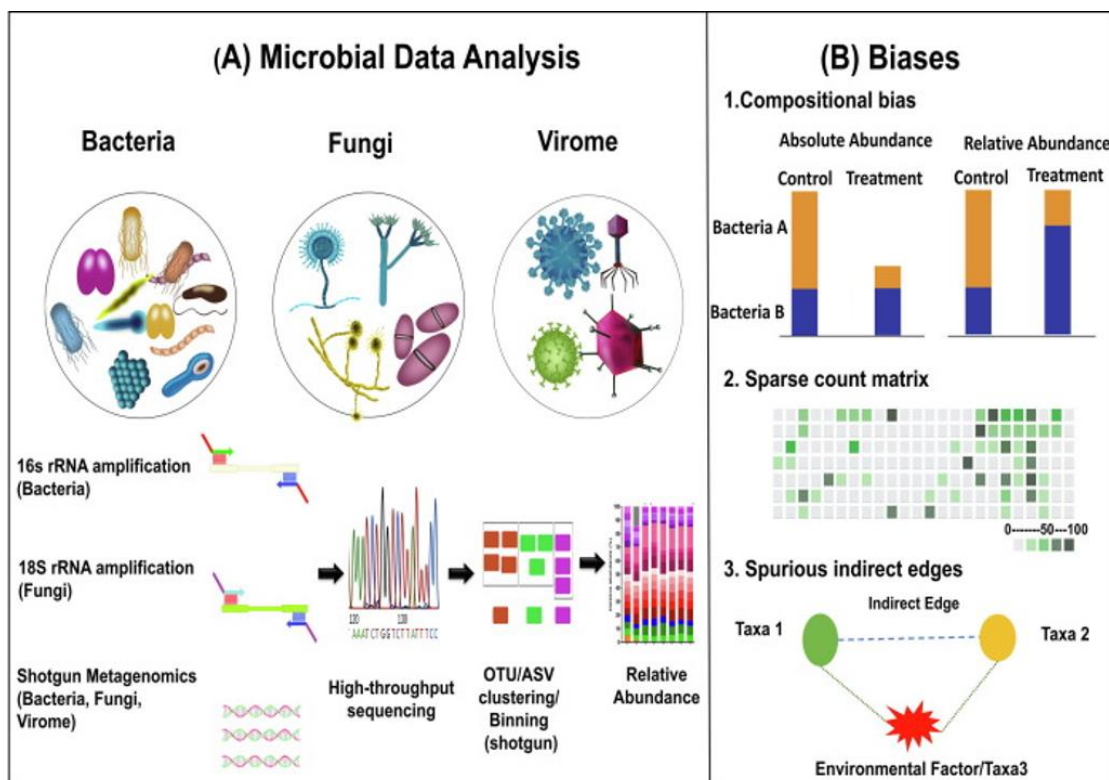 (A) Microbial Data Analysis
Bacteria
Fungi
Virome
16s rRNA amplification
(Bacteria)
18S rRNA amplification
(Fungi)
Shotgun Metagenomics
(Bacteria, Fungi,
Virome)
120
AAATCTGGTCTTATTTCC
High-throughput
sequencing
OTU/ASV
clustering/
Binning
(shotgun)
Relative
Abundance
(B) Biases
1.Compositional bias
Absolute Abundance
Relative Abundance
Control
Treatment
Control
Treatment
Bacteria A
Bacteria B
2. Sparse count matrix
0-------50---100
3. Spurious indirect edges
Indirect Edge
Taxa 1
Taxa 2
Environmental Factor/Taxa3